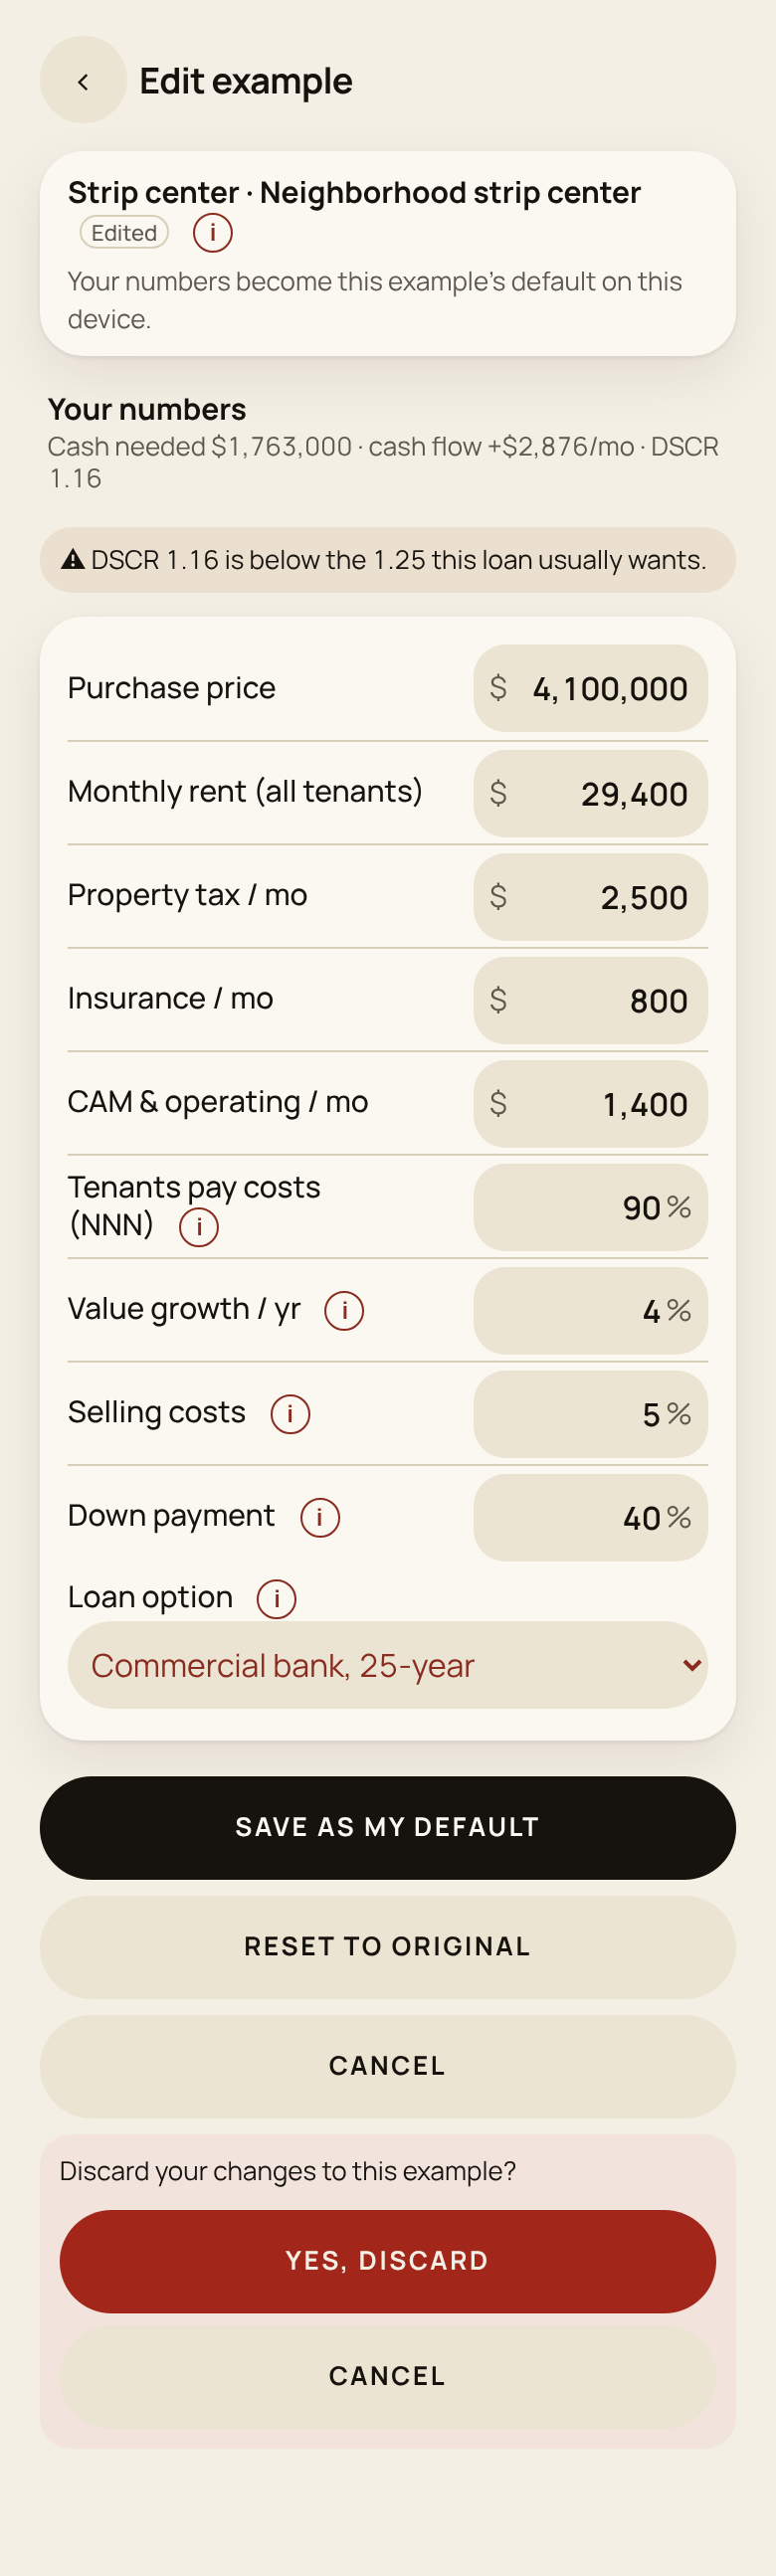 ‹ Edit example
Strip center · Neighborhood strip center
Edited i
Your numbers become this example's default on this
device.
Your numbers
Cash needed $1,763,000 · cash flow +$2,876/mo · DSCR
1.16
⚠ DSCR 1.16 is below the 1.25 this loan usually wants.
Purchase price $ 4,100,000
Monthly rent (all tenants) $ 29,400
Property tax / mo $ 2,500
Insurance / mo $ 800
CAM & operating / mo $ 1,400
Tenants pay costs
(NNN) i 90 %
Value growth / yr i 4 %
Selling costs i 5 %
Down payment i 40 %
Loan option i
Commercial bank, 25-year
SAVE AS MY DEFAULT
RESET TO ORIGINAL
CANCEL
Discard your changes to this example?
YES, DISCARD
CANCEL